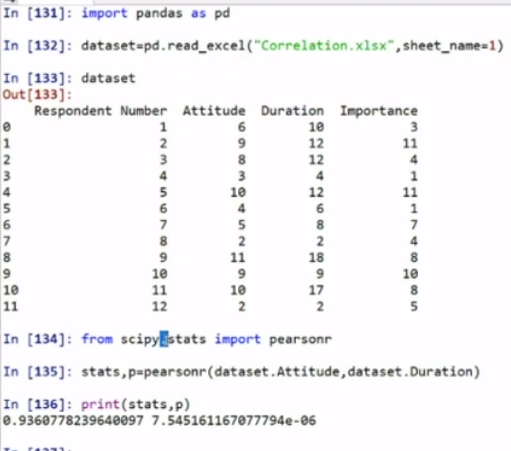 In [131]: import pandas as pd
In [132]: dataset=pd.read_excel("Correlation.xlsx",sheet_name=1)
In [133]: dataset
Out[133]:
Respondent Number Attitude Duration Importance
0 1 6 10 3
1 2 9 12 11
2 3 8 12 4
3 4 3 4 1
4 5 10 12 11
5 6 4 6 1
6 7 5 8 7
7 8 2 2 4
8 9 11 18 8
9 10 9 9 10
10 11 10 17 8
11 12 2 2 5
In [134]: from scipy.stats import pearsonr
In [135]: stats,p=pearsonr(dataset.Attitude,dataset.Duration)
In [136]: print(stats,p)
0.9360778239640097 7.545161167077794e-06